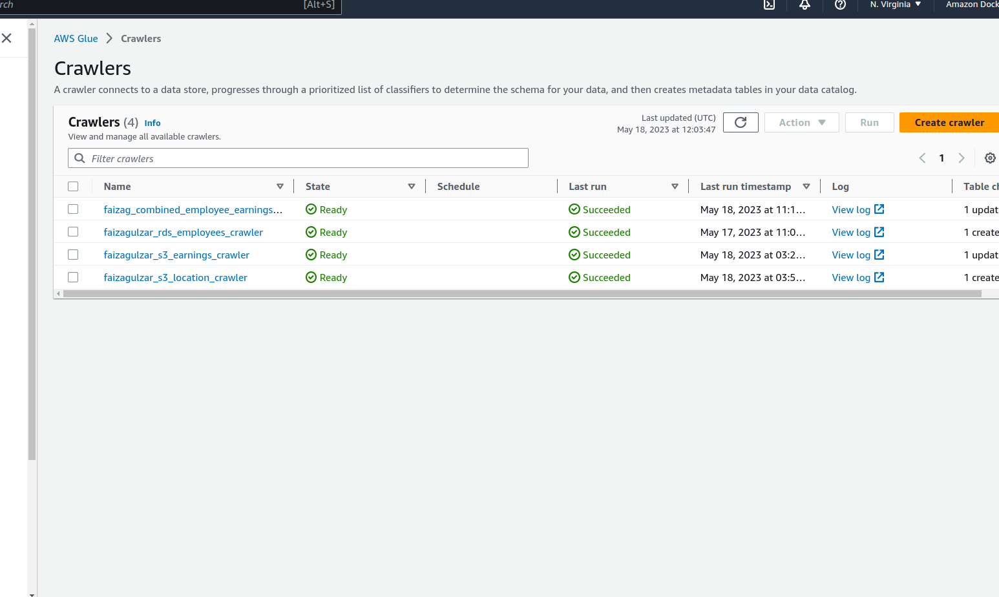 rch [Alt+S] N. Virginia Amazon Dock
AWS Glue Crawlers
Crawlers
A crawler connects to a data store, progresses through a prioritized list of classifiers to determine the schema for your data, and then creates metadata tables in your data catalog.
Crawlers (4) Info
View and manage all available crawlers.
Last updated (UTC)
May 18, 2023 at 12:03:47
Action Run Create crawler
Filter crawlers
1
Name State Schedule Last run Last run timestamp Log Table ch
faizag_combined_employee_earnings... Ready Succeeded May 18, 2023 at 11:1... View log 1 updat
faizagulzar_rds_employees_crawler Ready Succeeded May 17, 2023 at 11:0... View log 1 create
faizagulzar_s3_earnings_crawler Ready Succeeded May 18, 2023 at 03:2... View log 1 updat
faizagulzar_s3_location_crawler Ready Succeeded May 18, 2023 at 03:5... View log 1 create